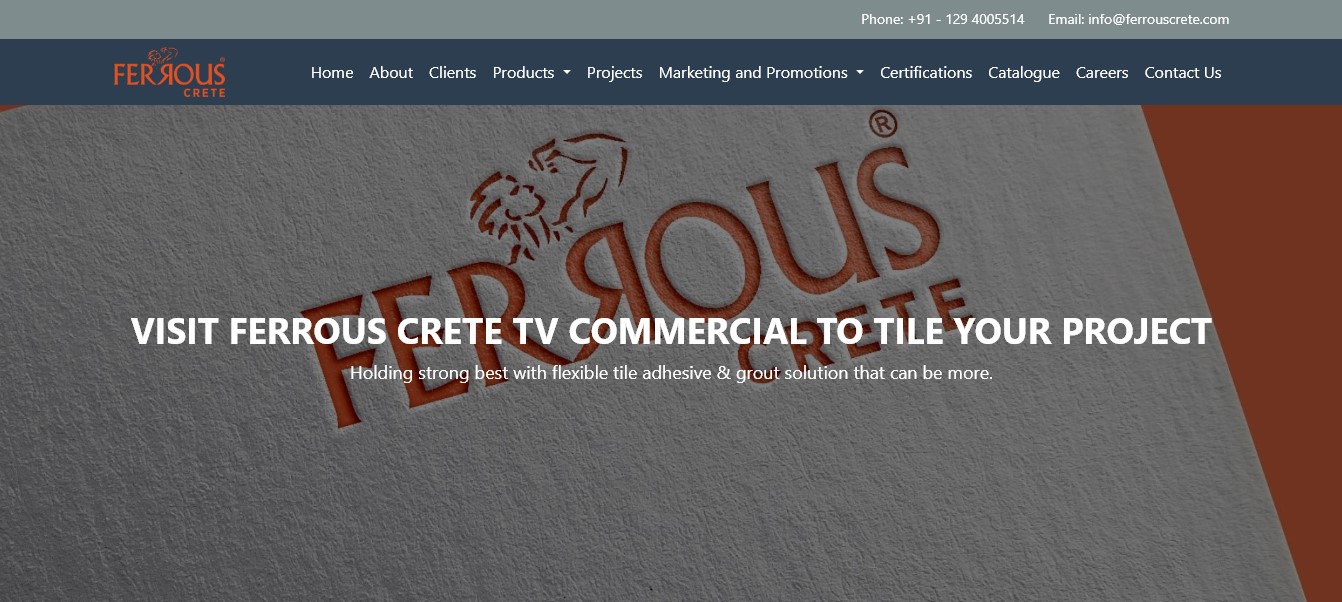 Phone: +91 - 129 4005514 Email: info@ferrouscrete.com
FERROUS®
CRETE
Home About Clients Products Projects Marketing and Promotions Certifications Catalogue Careers Contact Us
FERROUS®
CRETE
VISIT FERROUS CRETE TV COMMERCIAL TO TILE YOUR PROJECT
Holding strong best with flexible tile adhesive & grout solution that can be more.